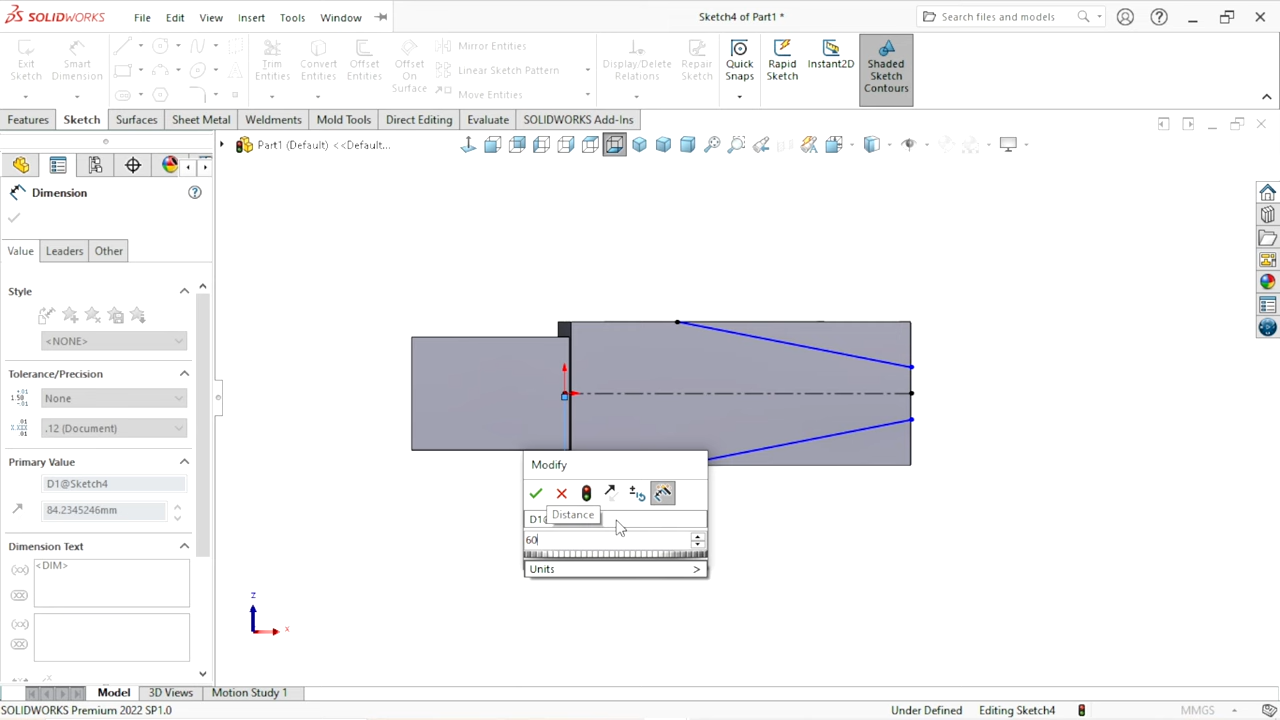 SOLIDWORKS
File Edit View Insert Tools Window
Sketch4 of Part1 *
Search files and models
Exit Sketch
Smart Dimension
Trim Entities
Convert Entities
Offset Entities
Offset On Surface
Mirror Entities
Linear Sketch Pattern
Move Entities
Display/Delete Relations
Repair Sketch
Quick Snaps
Rapid Sketch
Instant2D
Shaded Sketch Contours
Features Sketch Surfaces Sheet Metal Weldments Mold Tools Direct Editing Evaluate SOLIDWORKS Add-Ins
Part1 (Default) <<Default...
Dimension
Value Leaders Other
Style
<NONE>
Tolerance/Precision
None
.12 (Document)
Primary Value
D1@Sketch4
84.2345246mm
Dimension Text
<DIM>
Modify
Distance
60
Units >
z
x
Model 3D Views Motion Study 1
SOLIDWORKS Premium 2022 SP1.0
Under Defined Editing Sketch4 MMGS